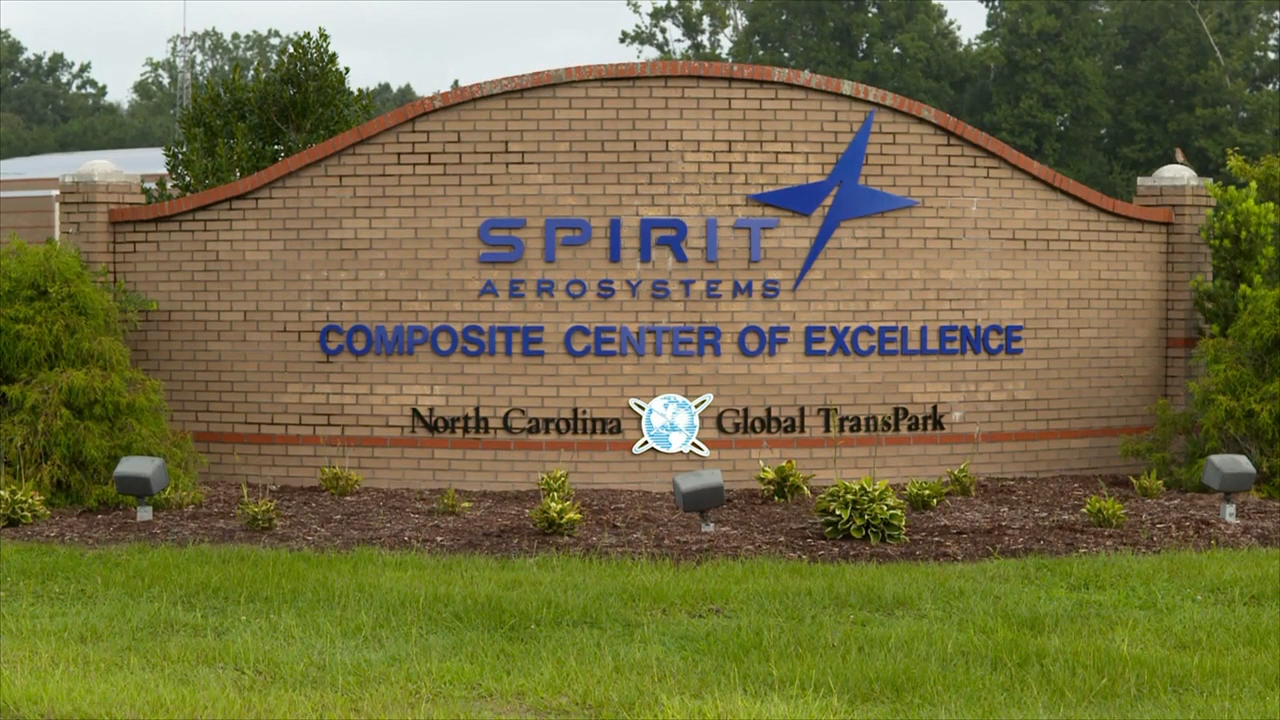 SPIRIT
AEROSYSTEMS
COMPOSITE CENTER OF EXCELLENCE
North Carolina Global TransPark